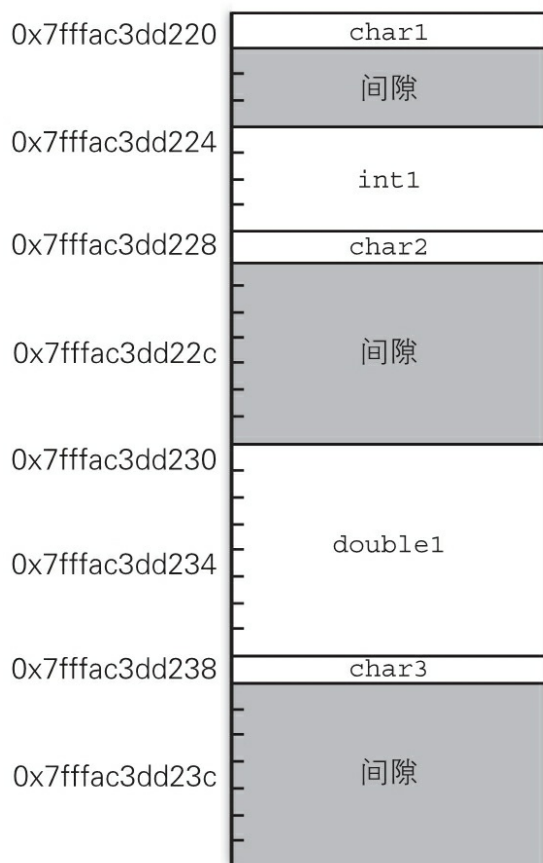 0x7fffac3dd220 char1
间隙
0x7fffac3dd224
int1
0x7fffac3dd228 char2
0x7fffac3dd22c 间隙
0x7fffac3dd230
double1
0x7fffac3dd234
0x7fffac3dd238 char3
0x7fffac3dd23c 间隙